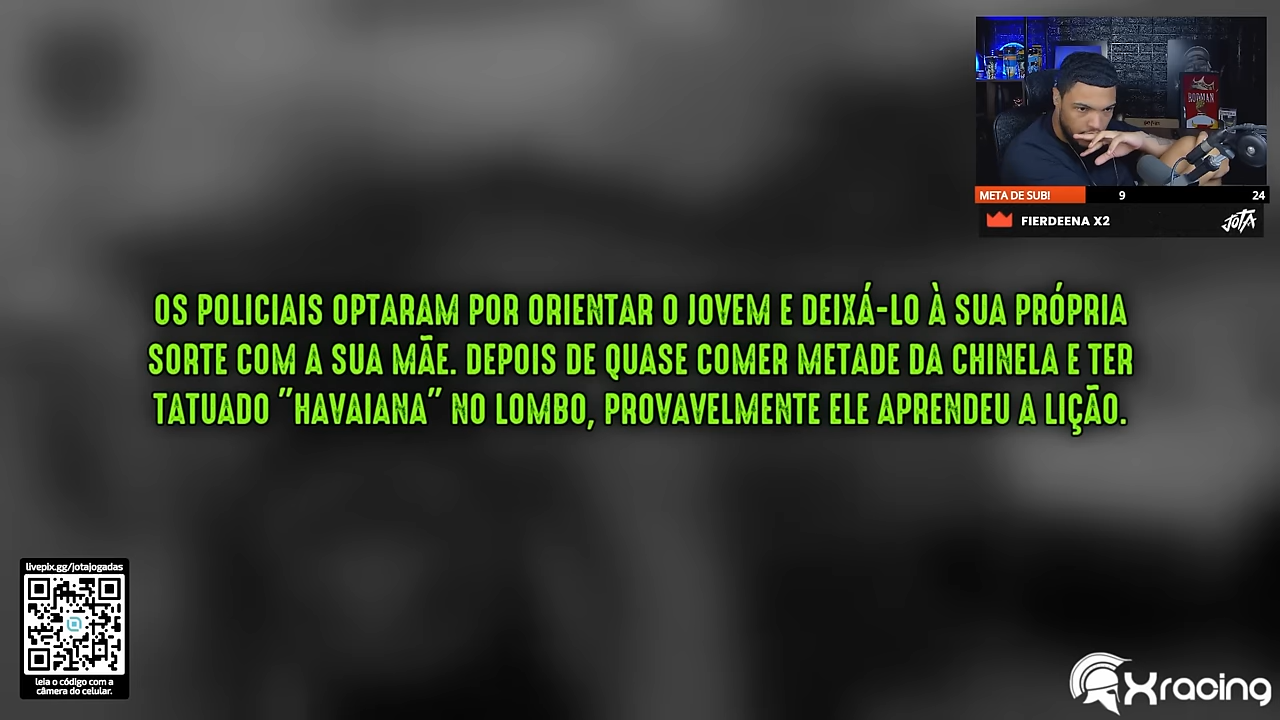 META DE SUB!
9
24
FIERDEENA X2
JOTA
OS POLICIAIS OPTARAM POR ORIENTAR O JOVEM E DEIXÁ-LO À SUA PRÓPRIA
SORTE COM A SUA MÃE. DEPOIS DE QUASE COMER METADE DA CHINELA E TER
TATUADO "HAVAIANA" NO LOMBO, PROVAVELMENTE ELE APRENDEU A LIÇÃO.
livepix.gg/jotajogadas
leia o código com a
câmera do celular.
Xracing